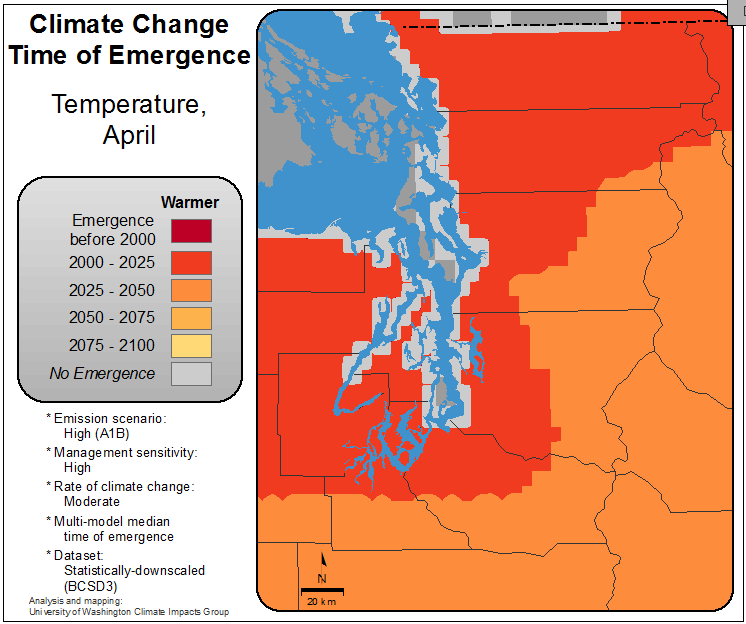 Climate Change
Time of Emergence
Temperature,
April
Warmer
Emergence
before 2000
2000 - 2025
2025 - 2050
2050 - 2075
2075 - 2100
No Emergence
* Emission scenario:
High (A1B)
* Management sensitivity:
High
* Rate of climate change:
Moderate
* Multi-model median
time of emergence
* Dataset:
Statistically-downscaled
(BCSD3)
Analysis and mapping:
University of Washington Climate Impacts Group
N
20 km